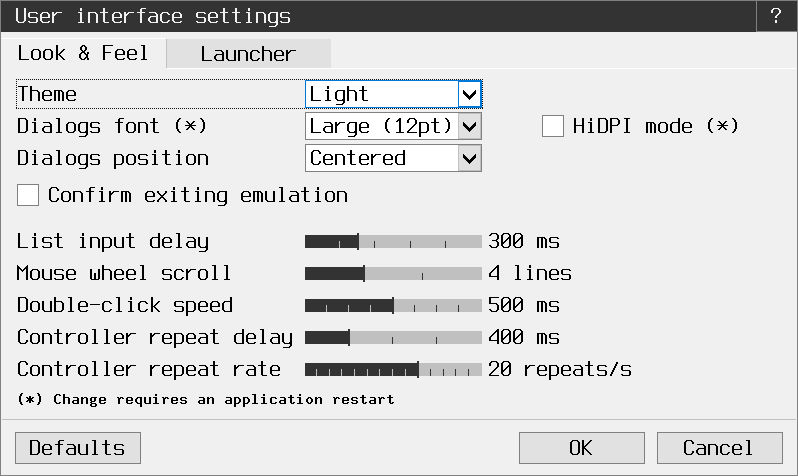 User interface settings ?
Look & Feel Launcher
Theme Light
Dialogs font (*) Large (12pt) HiDPI mode (*)
Dialogs position Centered
Confirm exiting emulation
List input delay 300 ms
Mouse wheel scroll 4 lines
Double-click speed 500 ms
Controller repeat delay 400 ms
Controller repeat rate 20 repeats/s
(*) Change requires an application restart
Defaults OK Cancel